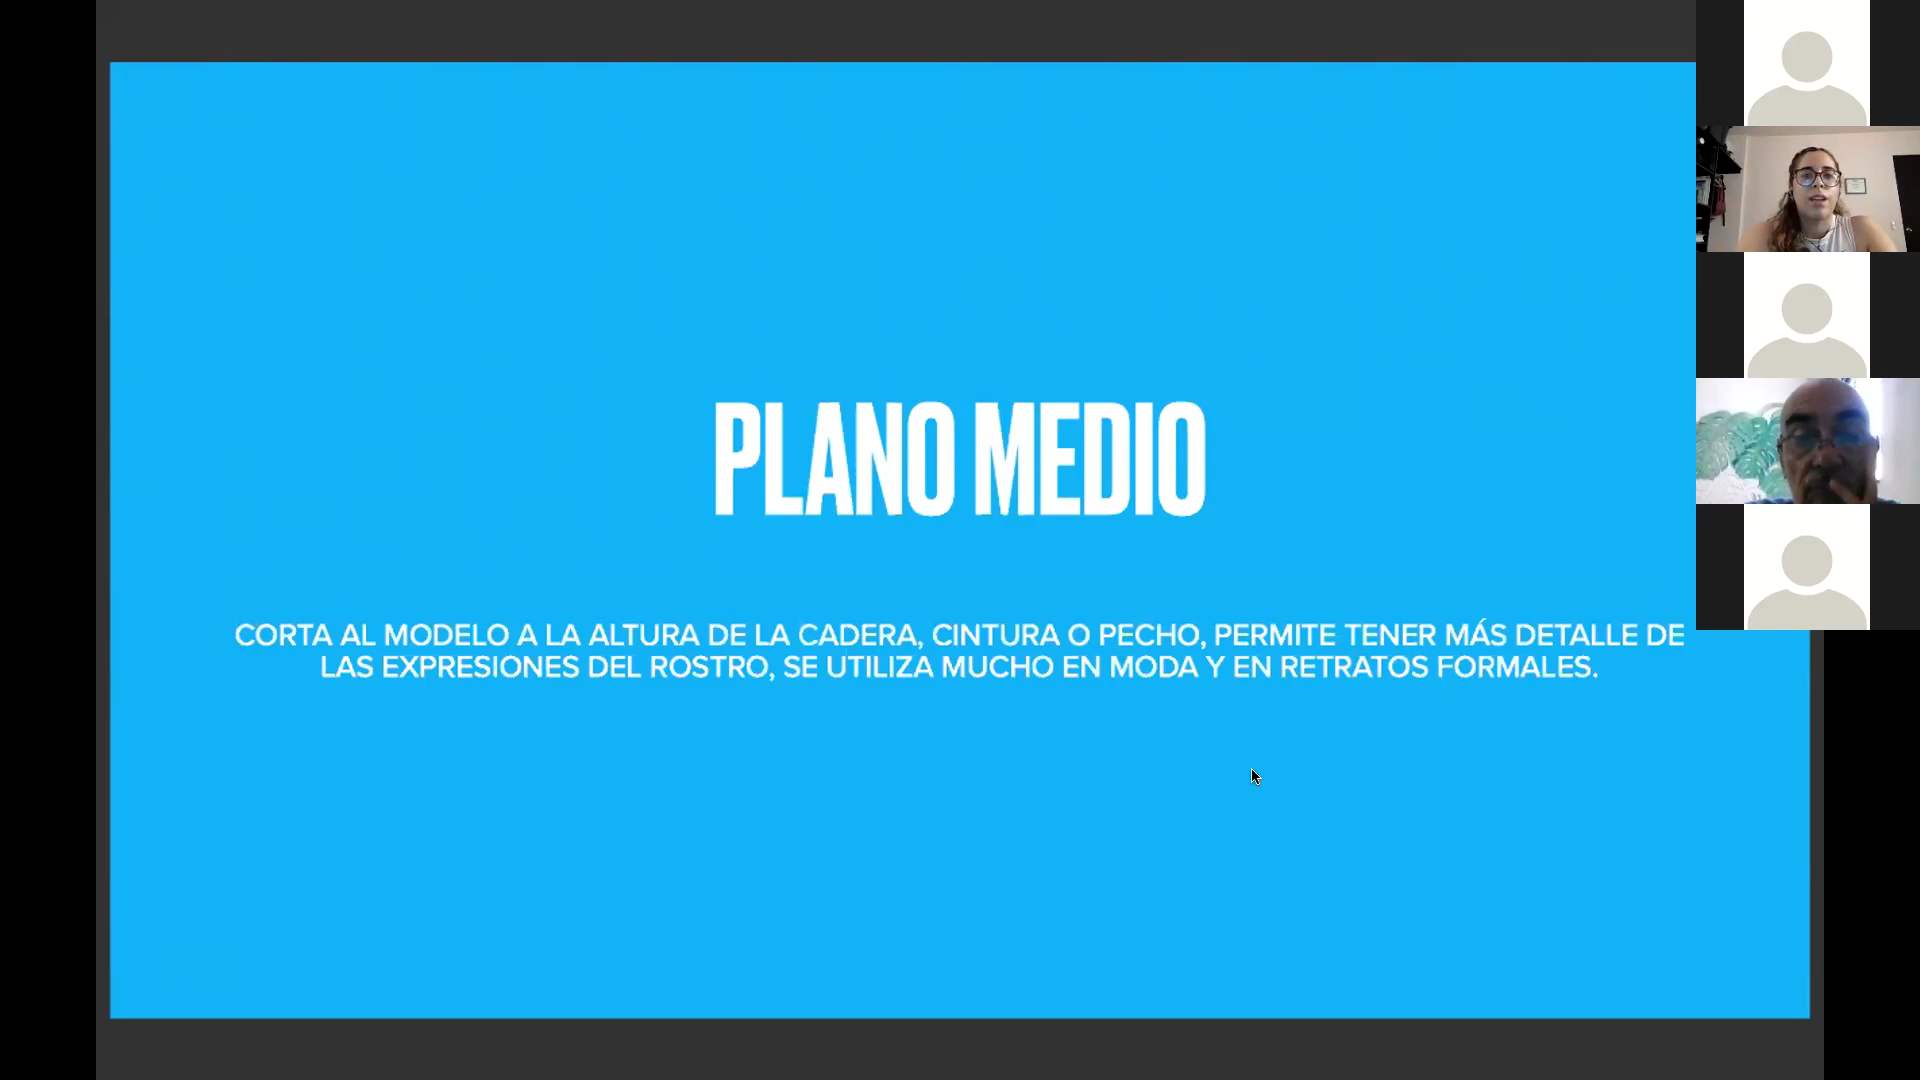 PLANO MEDIO
CORTA AL MODELO A LA ALTURA DE LA CADERA, CINTURA O PECHO, PERMITE TENER MÁS DETALLE DE
LAS EXPRESIONES DEL ROSTRO, SE UTILIZA MUCHO EN MODA Y EN RETRATOS FORMALES.